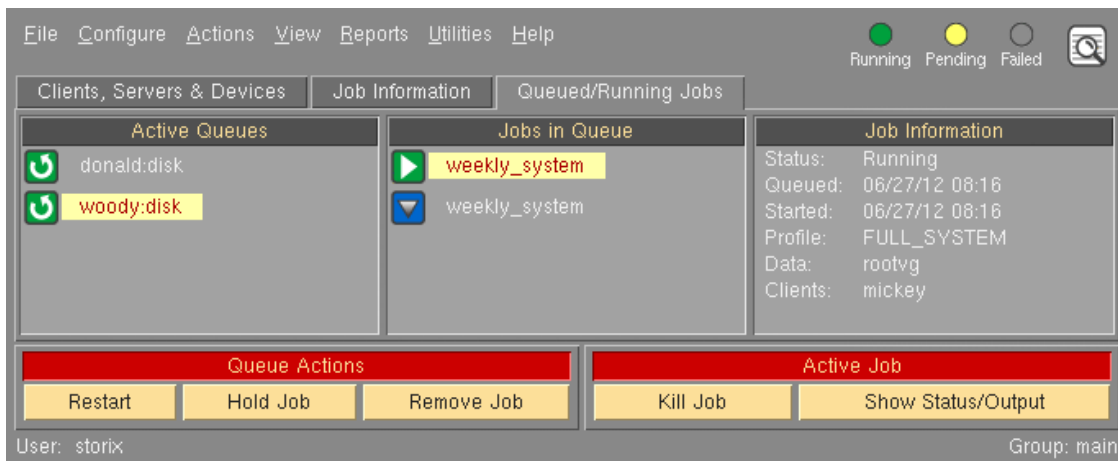 File Configure Actions View Reports Utilities Help
Running Pending Failed
Clients, Servers & Devices Job Information Queued/Running Jobs
Active Queues
donald:disk
woody:disk
Jobs in Queue
weekly_system
weekly_system
Job Information
Status: Running
Queued: 06/27/12 08:16
Started: 06/27/12 08:16
Profile: FULL_SYSTEM
Data: rootvg
Clients: mickey
Queue Actions
Restart Hold Job Remove Job
Active Job
Kill Job Show Status/Output
User: storix Group: main